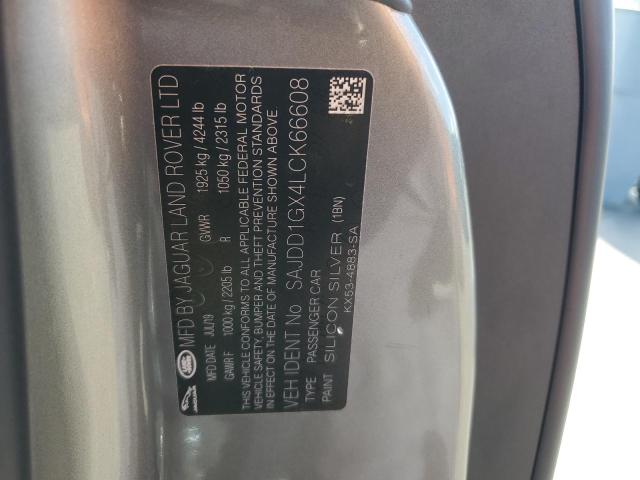 MFD BY JAGUAR LAND ROVER LTD
MFD DATE JUL/19 GVWR 1925 kg / 4244 lb
GAWR F 1000 kg / 2205 lb R 1050 kg / 2315 lb
THIS VEHICLE CONFORMS TO ALL APPLICABLE FEDERAL MOTOR
VEHICLE SAFETY, BUMPER AND THEFT PREVENTION STANDARDS
IN EFFECT ON THE DATE OF MANUFACTURE SHOWN ABOVE
VEH IDENT No SAJDD1GX4LCK66608
TYPE PASSENGER CAR
PAINT SILICON SILVER (1BN)
KX53-4883-SA
JAGUAR